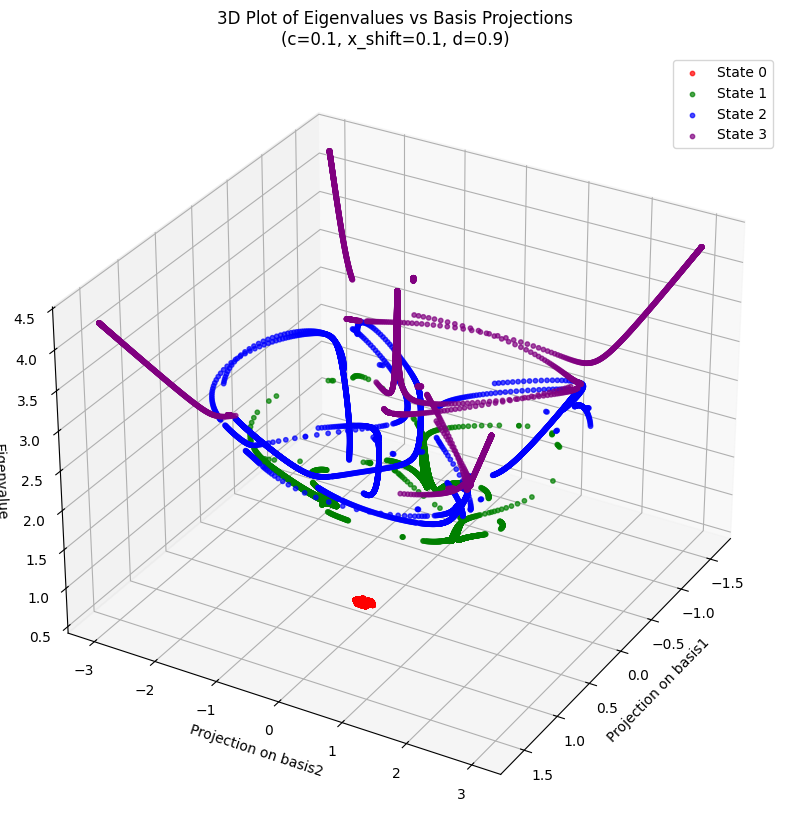 3D Plot of Eigenvalues vs Basis Projections
(c=0.1, x_shift=0.1, d=0.9)
State 0
State 1
State 2
State 3
4.5
4.0
3.5
3.0
2.5
2.0
1.5
1.0
0.5
Eigenvalue
−3
−2
−1
0
1
2
3
Projection on basis2
−1.5
−1.0
−0.5
0.0
0.5
1.0
1.5
Projection on basis1